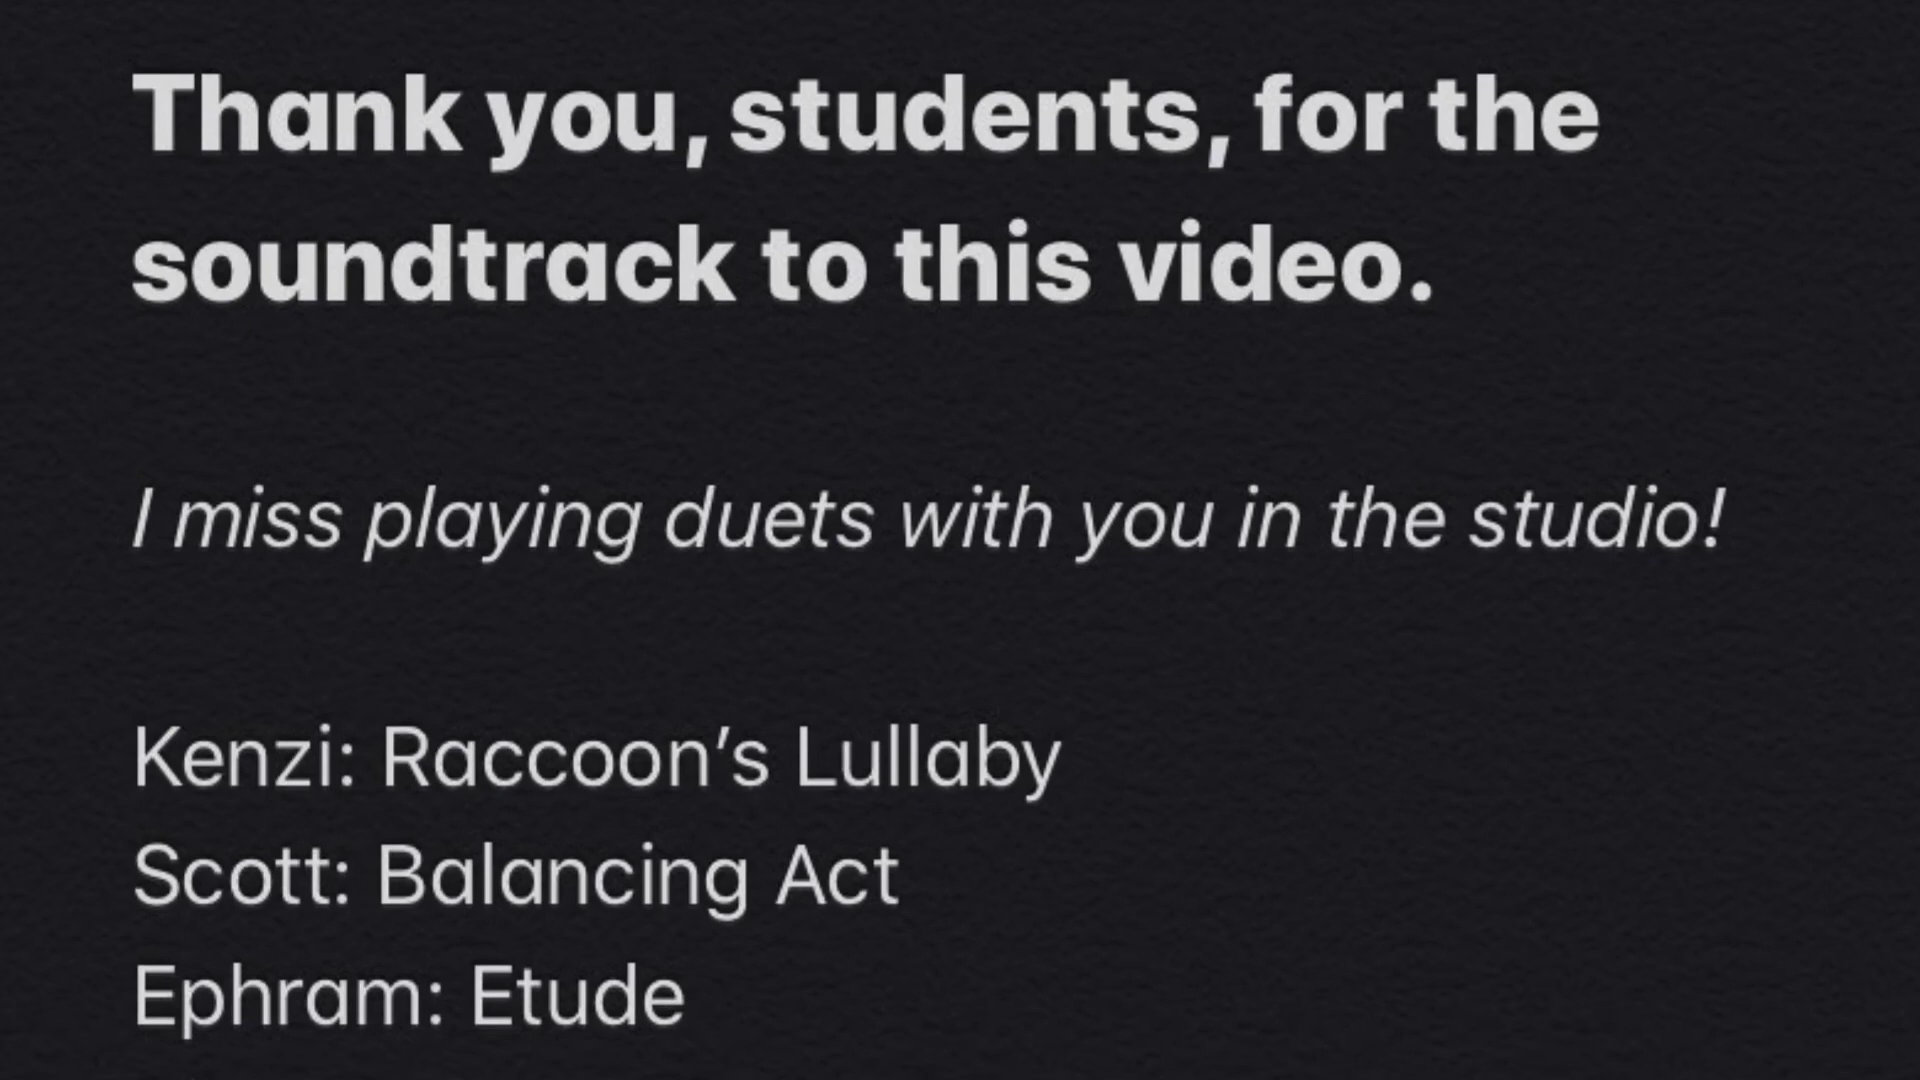 Thank you, students, for the
soundtrack to this video.
I miss playing duets with you in the studio!
Kenzi: Raccoon’s Lullaby
Scott: Balancing Act
Ephram: Etude